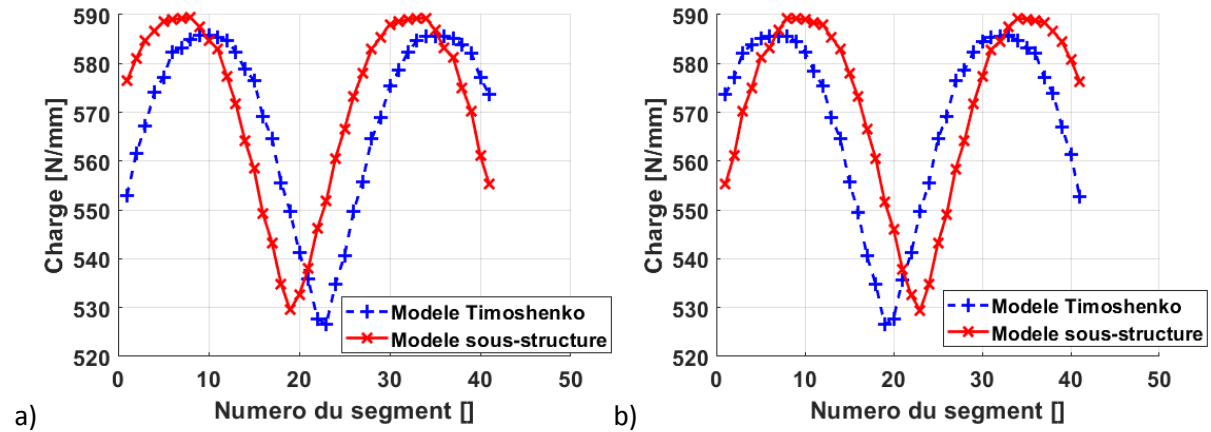 590
580
570
560
550
540
530
520
Charge [N/mm]
0 10 20 30 40 50
Numero du segment []
Modele Timoshenko
Modele sous-structure
a)
590
580
570
560
550
540
530
520
Charge [N/mm]
0 10 20 30 40 50
Numero du segment []
Modele Timoshenko
Modele sous-structure
b)